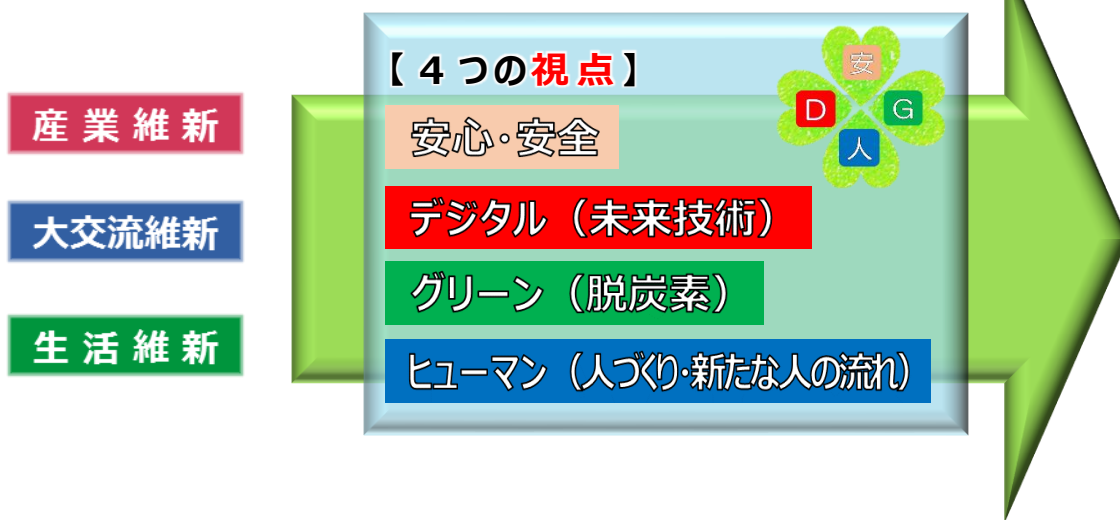 産業維新
大交流維新
生活維新
【４つの視点】
安心・安全
デジタル（未来技術）
グリーン（脱炭素）
ヒューマン（人づくり・新たな人の流れ）
安
D
G
人